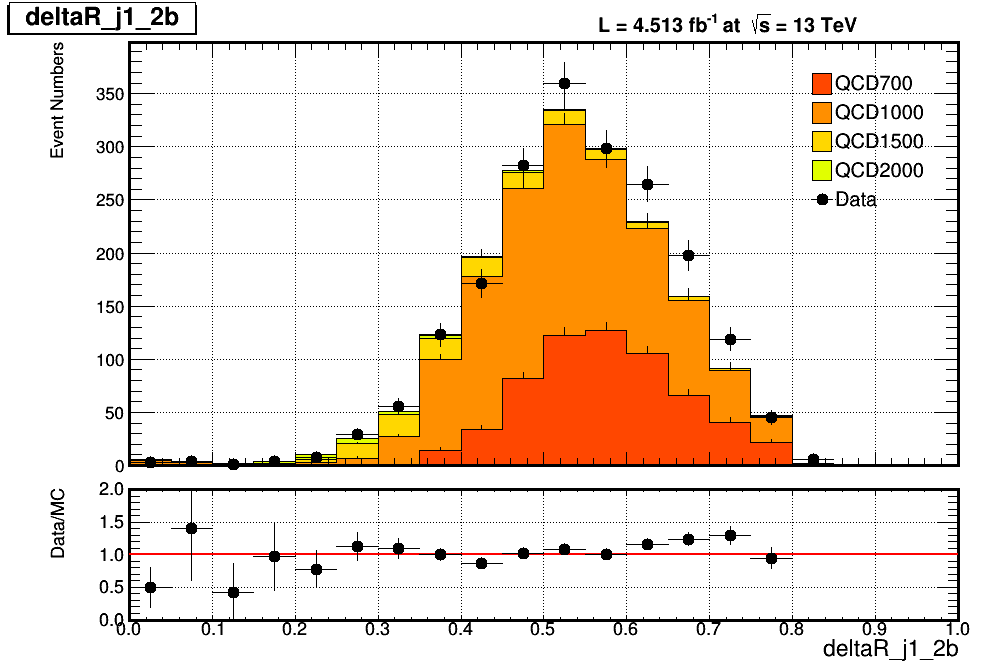 deltaR_j1_2b
L = 4.513 fb⁻¹ at √s = 13 TeV
Event Numbers
350
300
250
200
150
100
50
0
QCD700
QCD1000
QCD1500
QCD2000
Data
Data/MC
2.0
1.5
1.0
0.5
0.0
0.0 0.1 0.2 0.3 0.4 0.5 0.6 0.7 0.8 0.9 1.0
deltaR_j1_2b